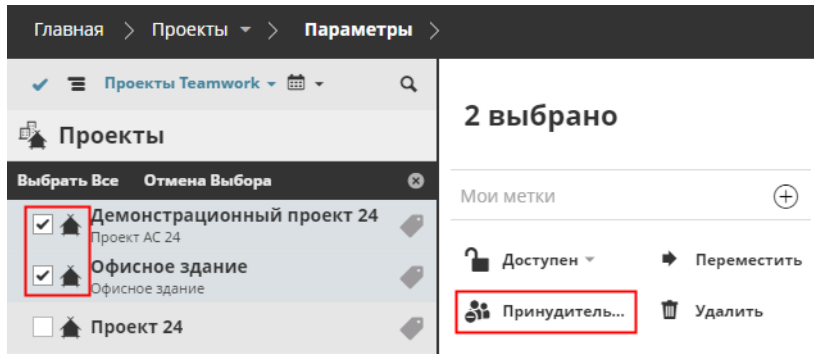 Главная > Проекты > Параметры >
Проекты Teamwork
Проекты
Выбрать Все Отмена Выбора
Демонстрационный проект 24
Проект АС 24
Офисное здание
Офисное здание
Проект 24
2 выбрано
Мои метки
Доступен Переместить
Принудитель... Удалить